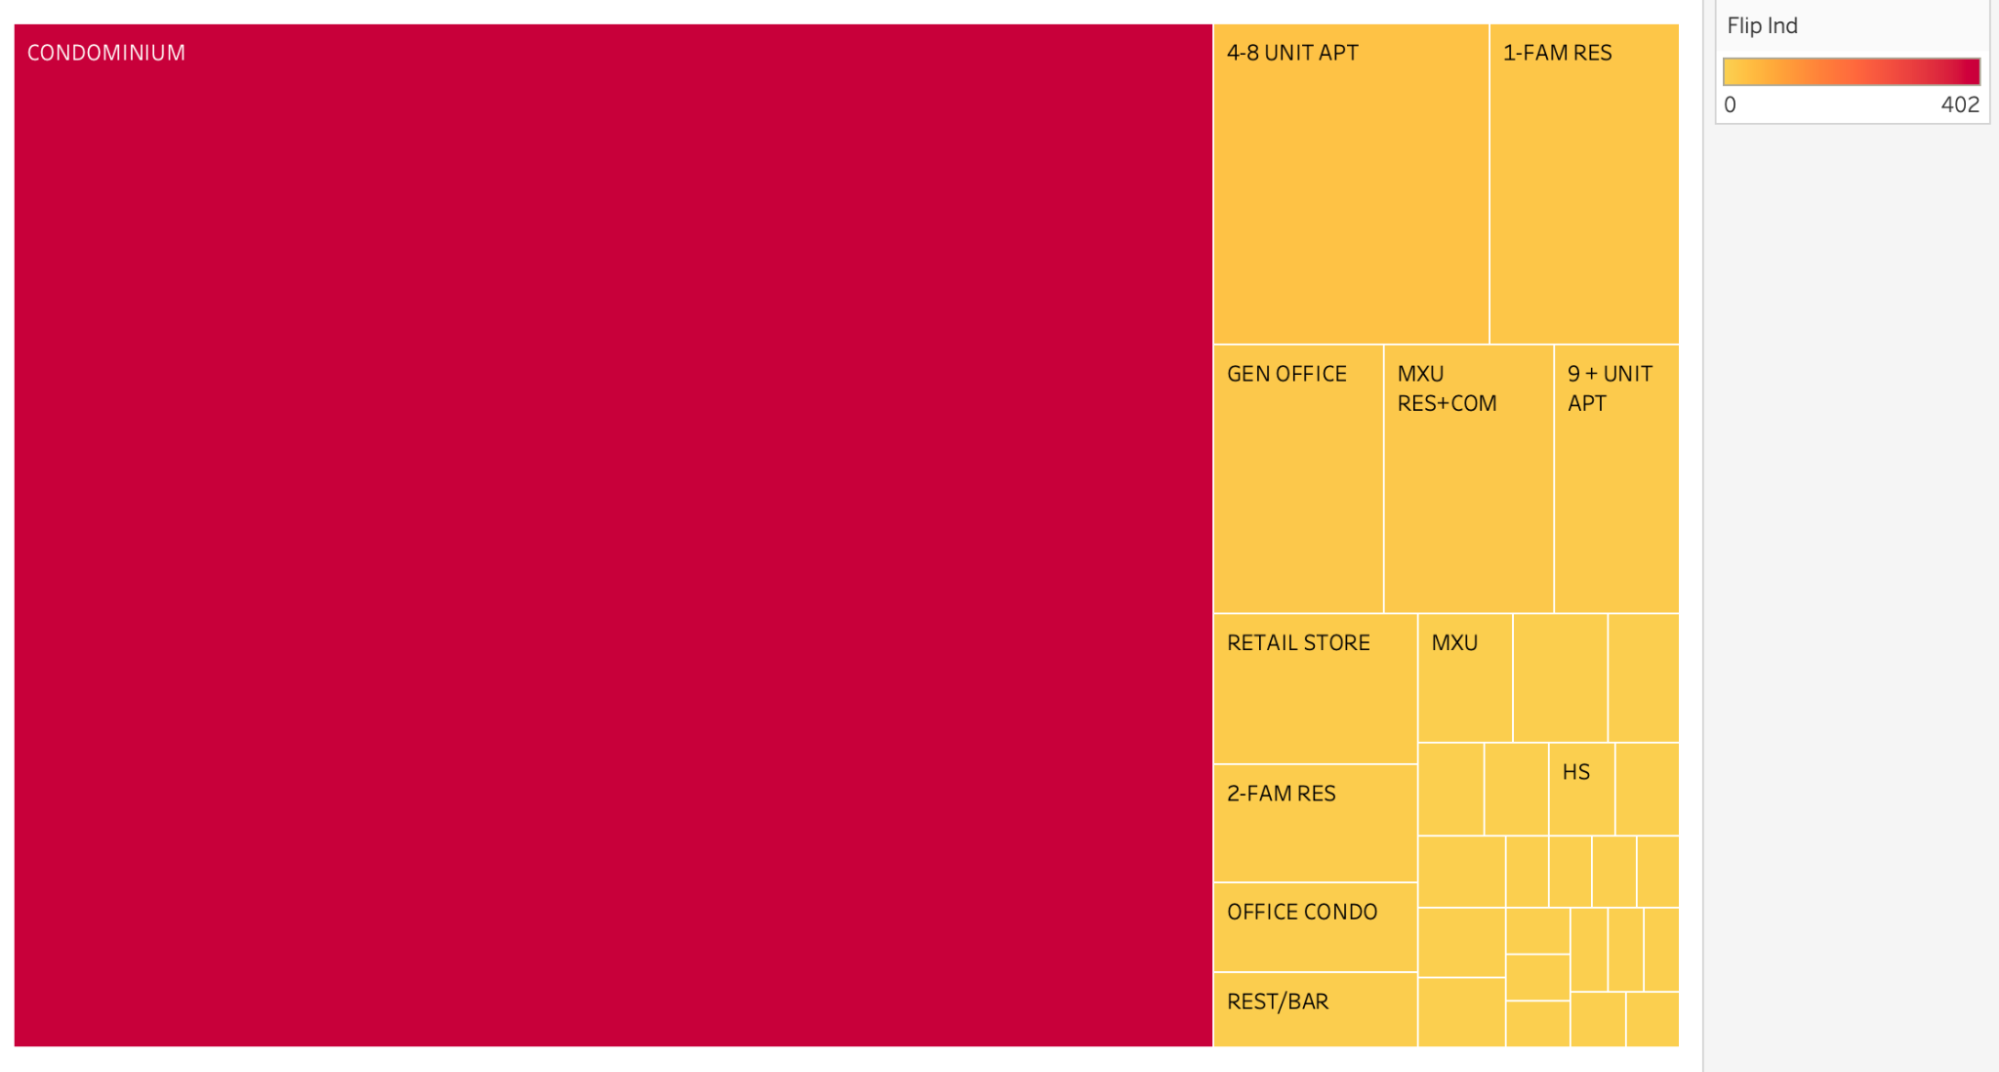 CONDOMINIUM
4-8 UNIT APT
1-FAM RES
GEN OFFICE
MXU
RES+COM
9 + UNIT
APT
RETAIL STORE
MXU
HS
2-FAM RES
OFFICE CONDO
REST/BAR
Flip Ind
0
402